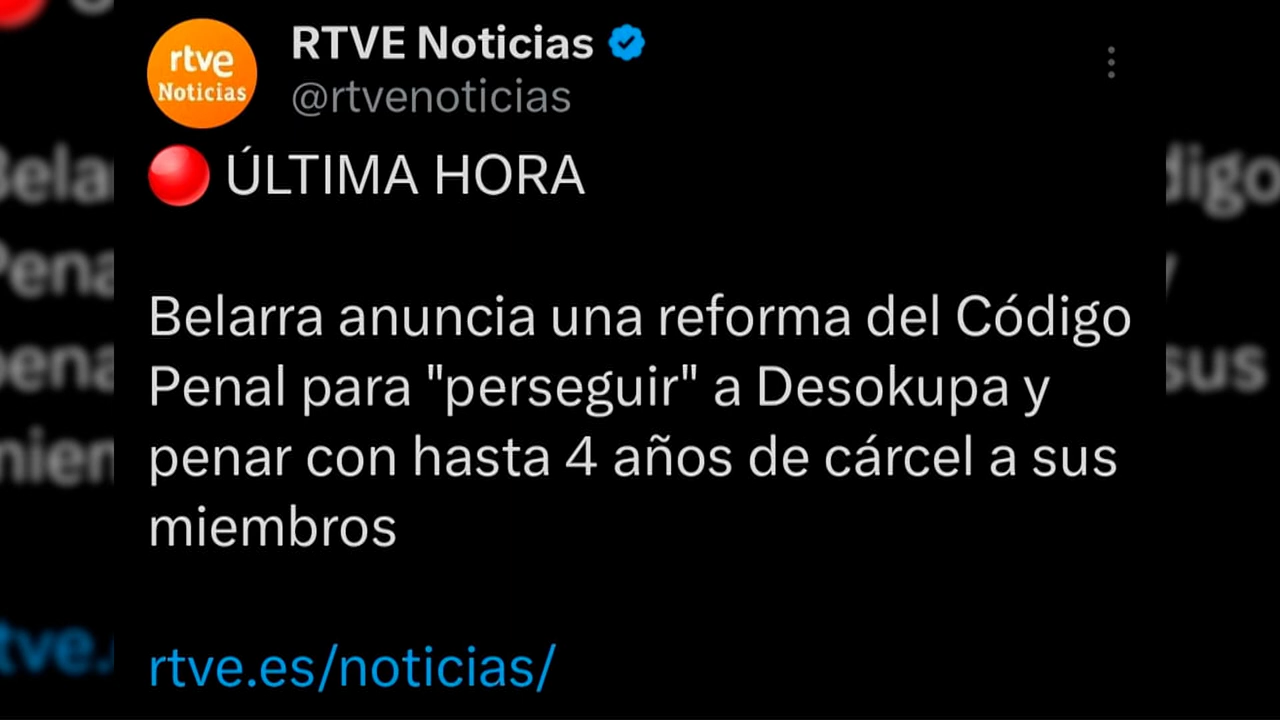 rtve
Noticias
RTVE Noticias
@rtvenoticias
ÚLTIMA HORA
Belarra anuncia una reforma del Código
Penal para "perseguir" a Desokupa y
penar con hasta 4 años de cárcel a sus
miembros
rtve.es/noticias/